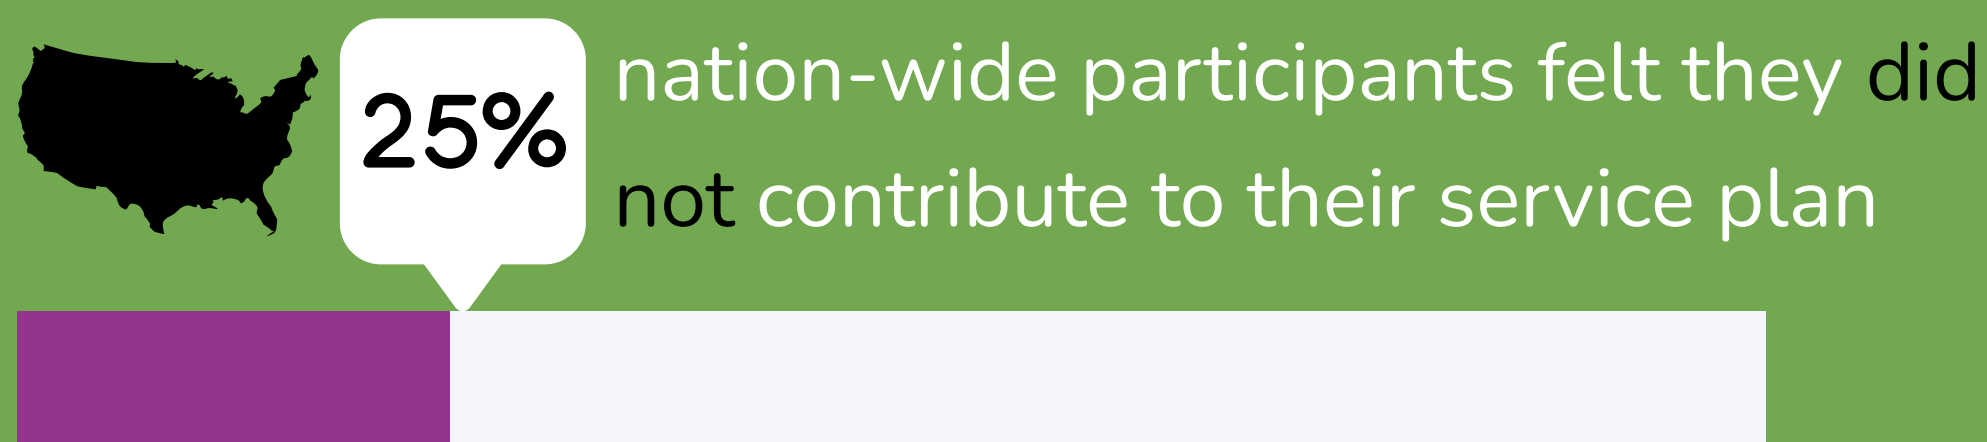 25%
nation-wide participants felt they did
not contribute to their service plan